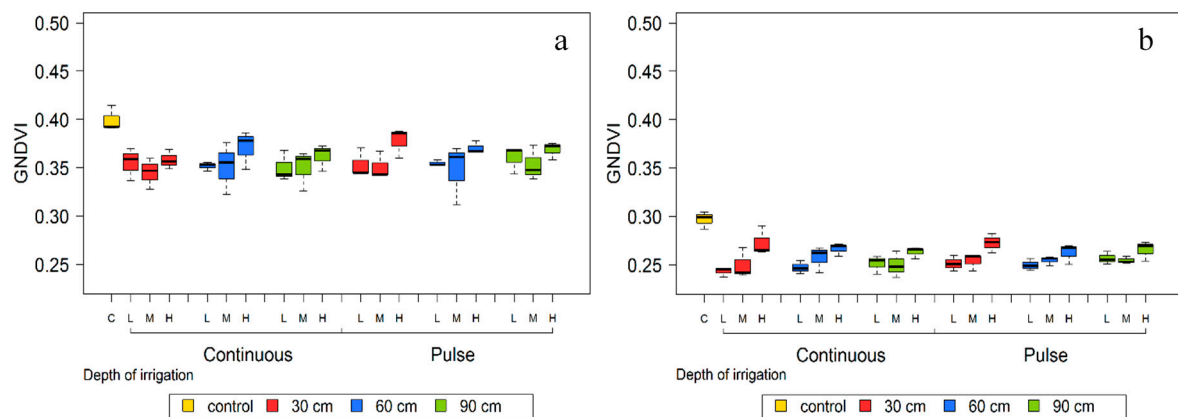 a
0.50
0.45
0.40
0.35
0.30
0.25
GNDVI
C L M H L M H L M H L M H L M H L M H
Continuous Pulse
Depth of irrigation
control 30 cm 60 cm 90 cm
b
0.50
0.45
0.40
0.35
0.30
0.25
GNDVI
C L M H L M H L M H L M H L M H L M H
Continuous Pulse
Depth of irrigation
control 30 cm 60 cm 90 cm